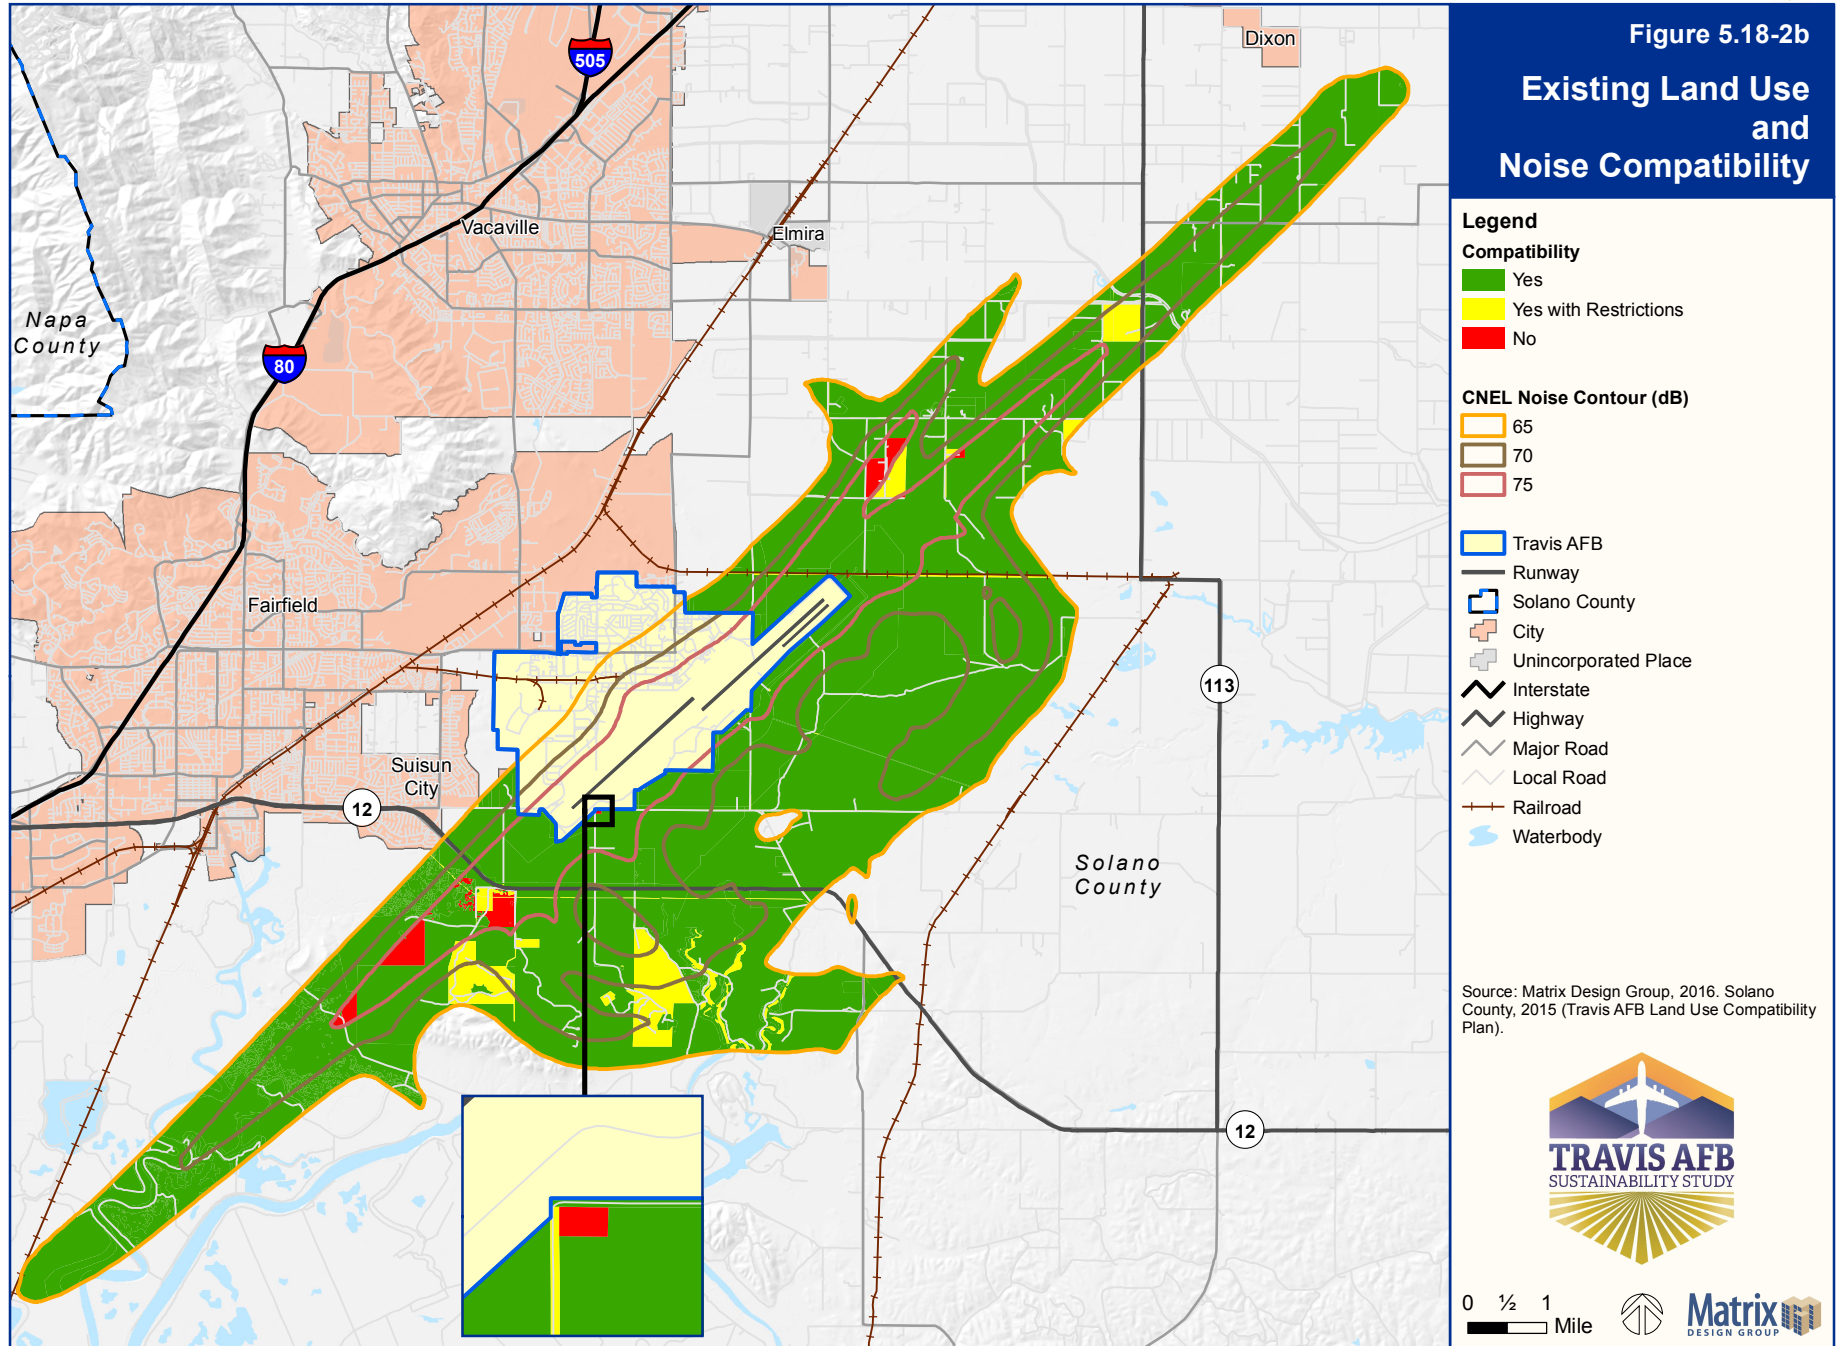 Figure 5.18-2b
Existing Land Use
and
Noise Compatibility
Legend
Compatibility
Yes
Yes with Restrictions
No
CNEL Noise Contour (dB)
65
70
75
Travis AFB
Runway
Solano County
City
Unincorporated Place
Interstate
Highway
Major Road
Local Road
Railroad
Waterbody
Source: Matrix Design Group, 2016. Solano
County, 2015 (Travis AFB Land Use Compatibility
Plan).
TRAVIS AFB
SUSTAINABILITY STUDY
0 ½ 1
Mile
Matrix
DESIGN GROUP
505
Dixon
Vacaville
Elmira
Napa
County
80
Fairfield
113
Suisun
City
12
Solano
County
12